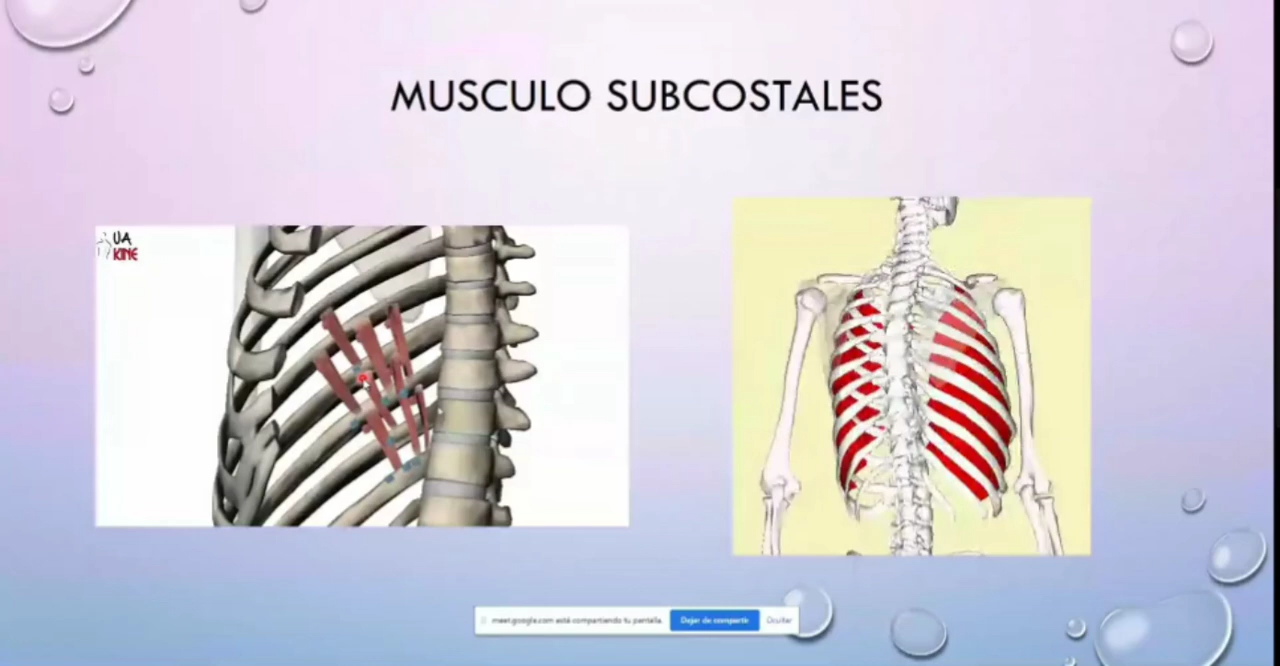 MUSCULO SUBCOSTALES
UA
KINE
meet.google.com está compartiendo tu pantalla.
Dejar de compartir
Ocultar